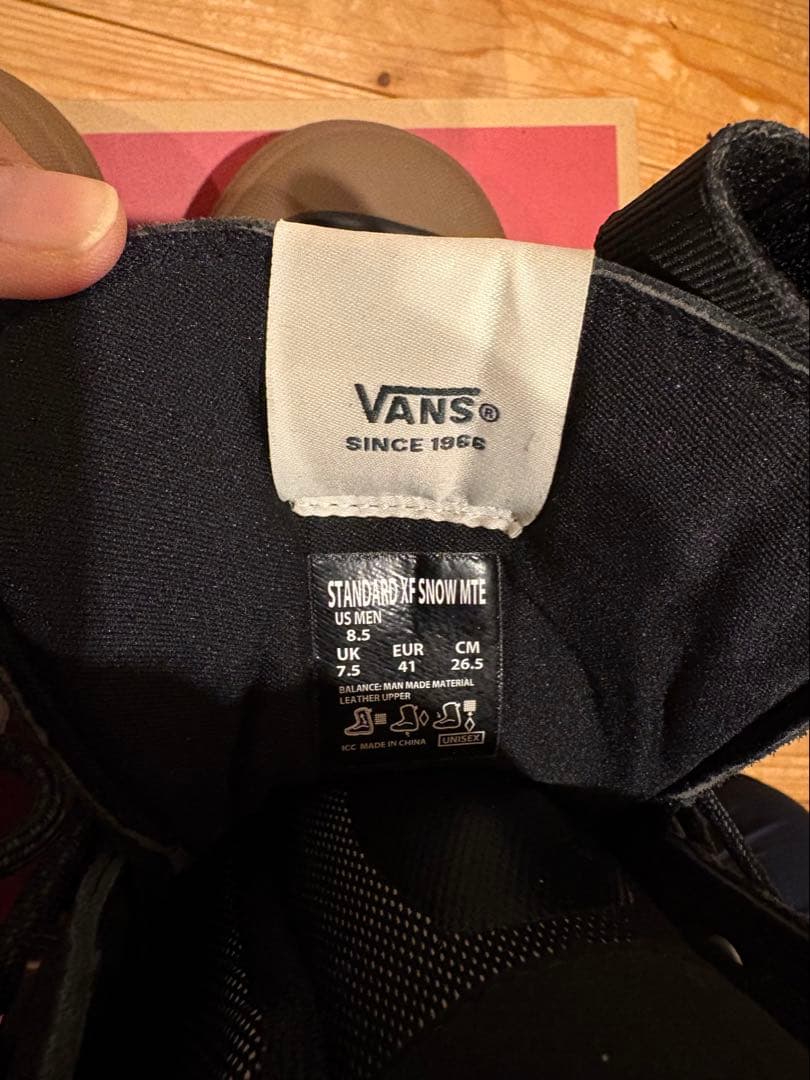 VANS®
SINCE 1966
STANDARD XF SNOW MTE
US MEN
8.5
UK EUR CM
7.5 41 26.5
BALANCE: MAN MADE MATERIAL
LEATHER UPPER
ICC MADE IN CHINA UNISEX